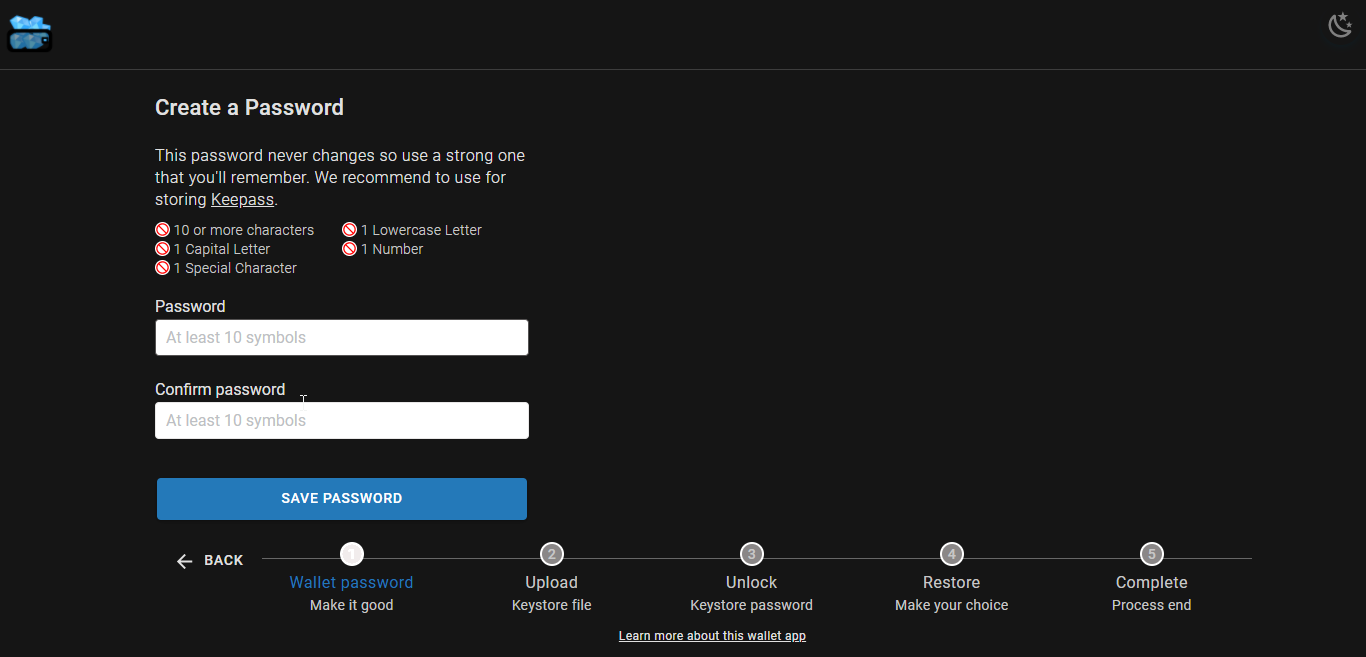 Create a Password
This password never changes so use a strong one
that you'll remember. We recommend to use for
storing Keepass.
10 or more characters
1 Lowercase Letter
1 Capital Letter
1 Number
1 Special Character
Password
At least 10 symbols
Confirm password
At least 10 symbols
SAVE PASSWORD
BACK
1
2
3
4
5
Wallet password
Upload
Unlock
Restore
Complete
Make it good
Keystore file
Keystore password
Make your choice
Process end
Learn more about this wallet app